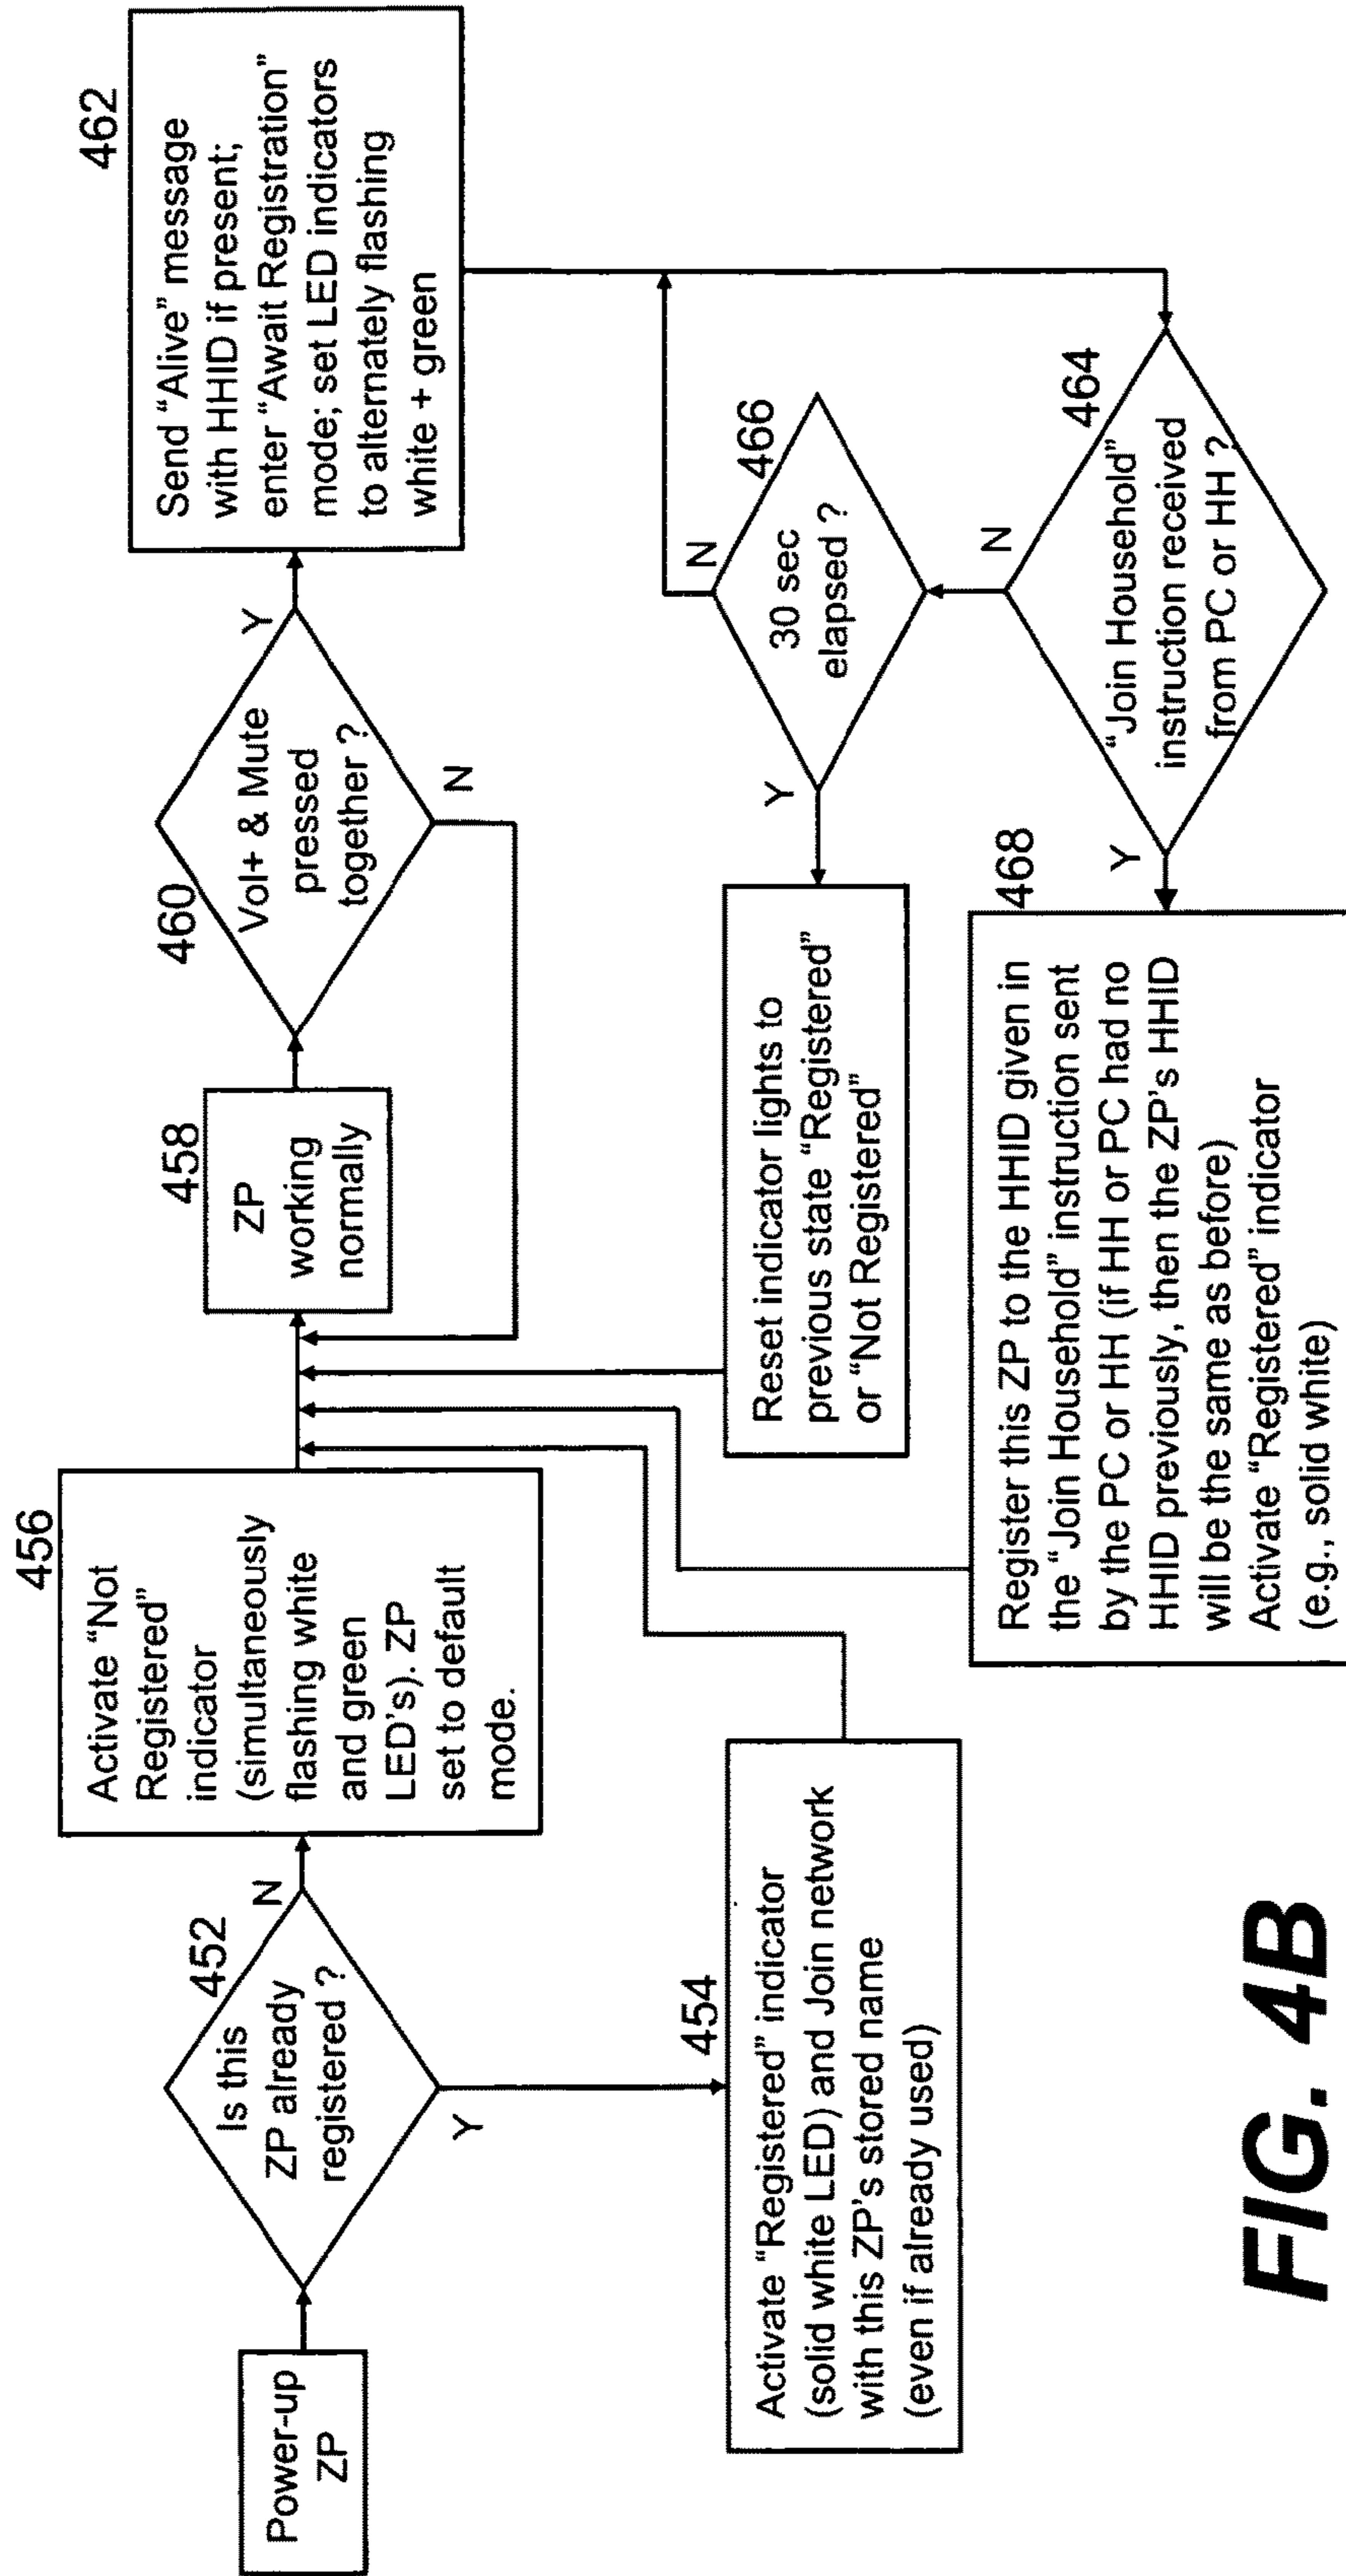 Power-up
ZP
452
Is this
ZP already
registered ?
N
Y
454
Activate “Registered” indicator
(solid white LED) and Join network
with this ZP’s stored name
(even if already used)
456
Activate “Not
Registered”
indicator
(simultaneously
flashing white
and green
LED’s). ZP
set to default
mode.
458
ZP
working
normally
460
Vol+ & Mute
pressed
together ?
Y
N
462
Send “Alive” message
with HHID if present;
enter “Await Registration”
mode; set LED indicators
to alternately flashing
white + green
464
“Join Household”
instruction received
from PC or HH ?
N
Y
466
30 sec
elapsed ?
N
Y
Reset indicator lights to
previous state “Registered”
or “Not Registered”
468
Register this ZP to the HHID given in
the “Join Household” instruction sent
by the PC or HH (if HH or PC had no
HHID previously, then the ZP’s HHID
will be the same as before)
Activate “Registered” indicator
(e.g., solid white)
FIG. 4B